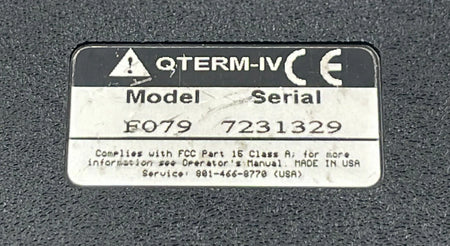 QTERM-IV CE
Model Serial
F079 7231329
Complies with FCC Part 15 Class A; for more
information see Operator's Manual. MADE IN USA
Service: 801-466-8770 (USA)